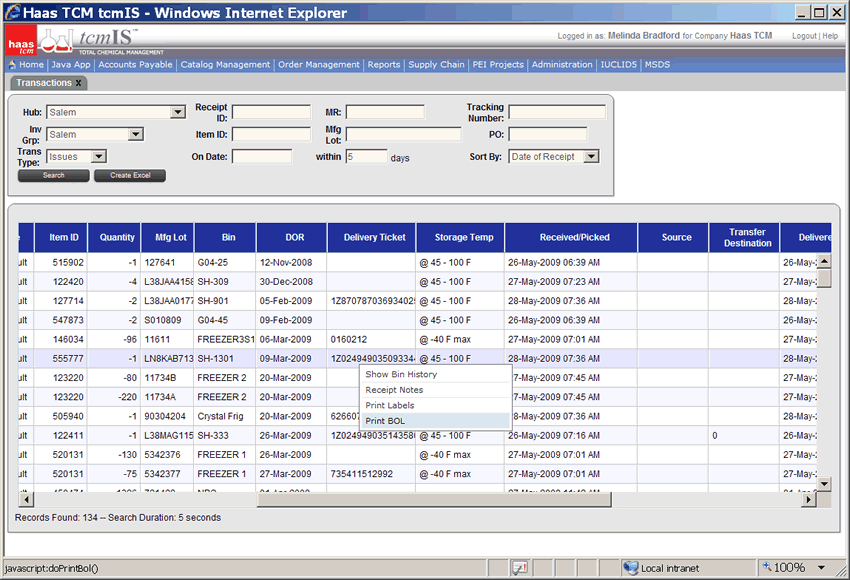 Haas TCM tcmIS - Windows Internet Explorer
haas tcm
tcmIS™
TOTAL CHEMICAL MANAGEMENT
Logged in as: Melinda Bradford for Company Haas TCM Logout | Help
Home | Java App | Accounts Payable | Catalog Management | Order Management | Reports | Supply Chain | PEI Projects | Administration | IUCLID5 | MSDS
Transactions X
Hub: Salem Receipt ID: MR: Tracking Number:
Inv Grp: Salem Item ID: Mfg Lot: PO:
Trans Type: Issues On Date: within 5 days Sort By: Date of Receipt
Search Create Excel
Item ID Quantity Mfg Lot Bin DOR Delivery Ticket Storage Temp Received/Picked Source Transfer Destination Delivere
ult 515902 -1 127641 G04-25 12-Nov-2008 @ 45 - 100 F 26-May-2009 06:39 AM 26-May-
ult 122420 -4 L38JAA4158 SH-309 30-Dec-2008 @ 45 - 100 F 27-May-2009 07:23 AM 27-May-
ult 127714 -2 L38JAA0177 SH-901 05-Feb-2009 1Z870787036934025 @ 45 - 100 F 28-May-2009 07:36 AM 28-May-
ult 547873 -2 S010809 G04-45 09-Feb-2009 @ 45 - 100 F 26-May-2009 06:39 AM 26-May-
ult 146034 -96 11611 FREEZER3S1 06-Mar-2009 0160212 @ -40 F max 27-May-2009 07:01 AM 27-May-
ult 555777 -1 LN8KAB713 SH-1301 09-Mar-2009 1Z024949035093344 @ 45 - 100 F 28-May-2009 07:36 AM 28-May-
ult 123220 -80 11734B FREEZER 2 20-Mar-2009 7-May-2009 07:45 AM 27-May-
ult 123220 -220 11734A FREEZER 2 20-Mar-2009 7-May-2009 07:45 AM 27-May-
ult 505940 -1 90304204 Crystal Frig 20-Mar-2009 62660 8-May-2009 07:36 AM 28-May-
ult 122411 -1 L38MAG115 SH-333 20-Mar-2009 1Z02494903514358 @ 45 - 100 F 26-May-2009 07:16 AM 0 26-May-
ult 520131 -130 5342376 FREEZER 1 26-Mar-2009 @ -40 F max 27-May-2009 07:01 AM 27-May-
ult 520131 -75 5342377 FREEZER 1 27-Mar-2009 735411512992 @ -40 F max 27-May-2009 07:01 AM 27-May-
Show Bin History
Receipt Notes
Print Labels
Print BOL
Records Found: 134 -- Search Duration: 5 seconds
javascript:doPrintBol() Local intranet 100%